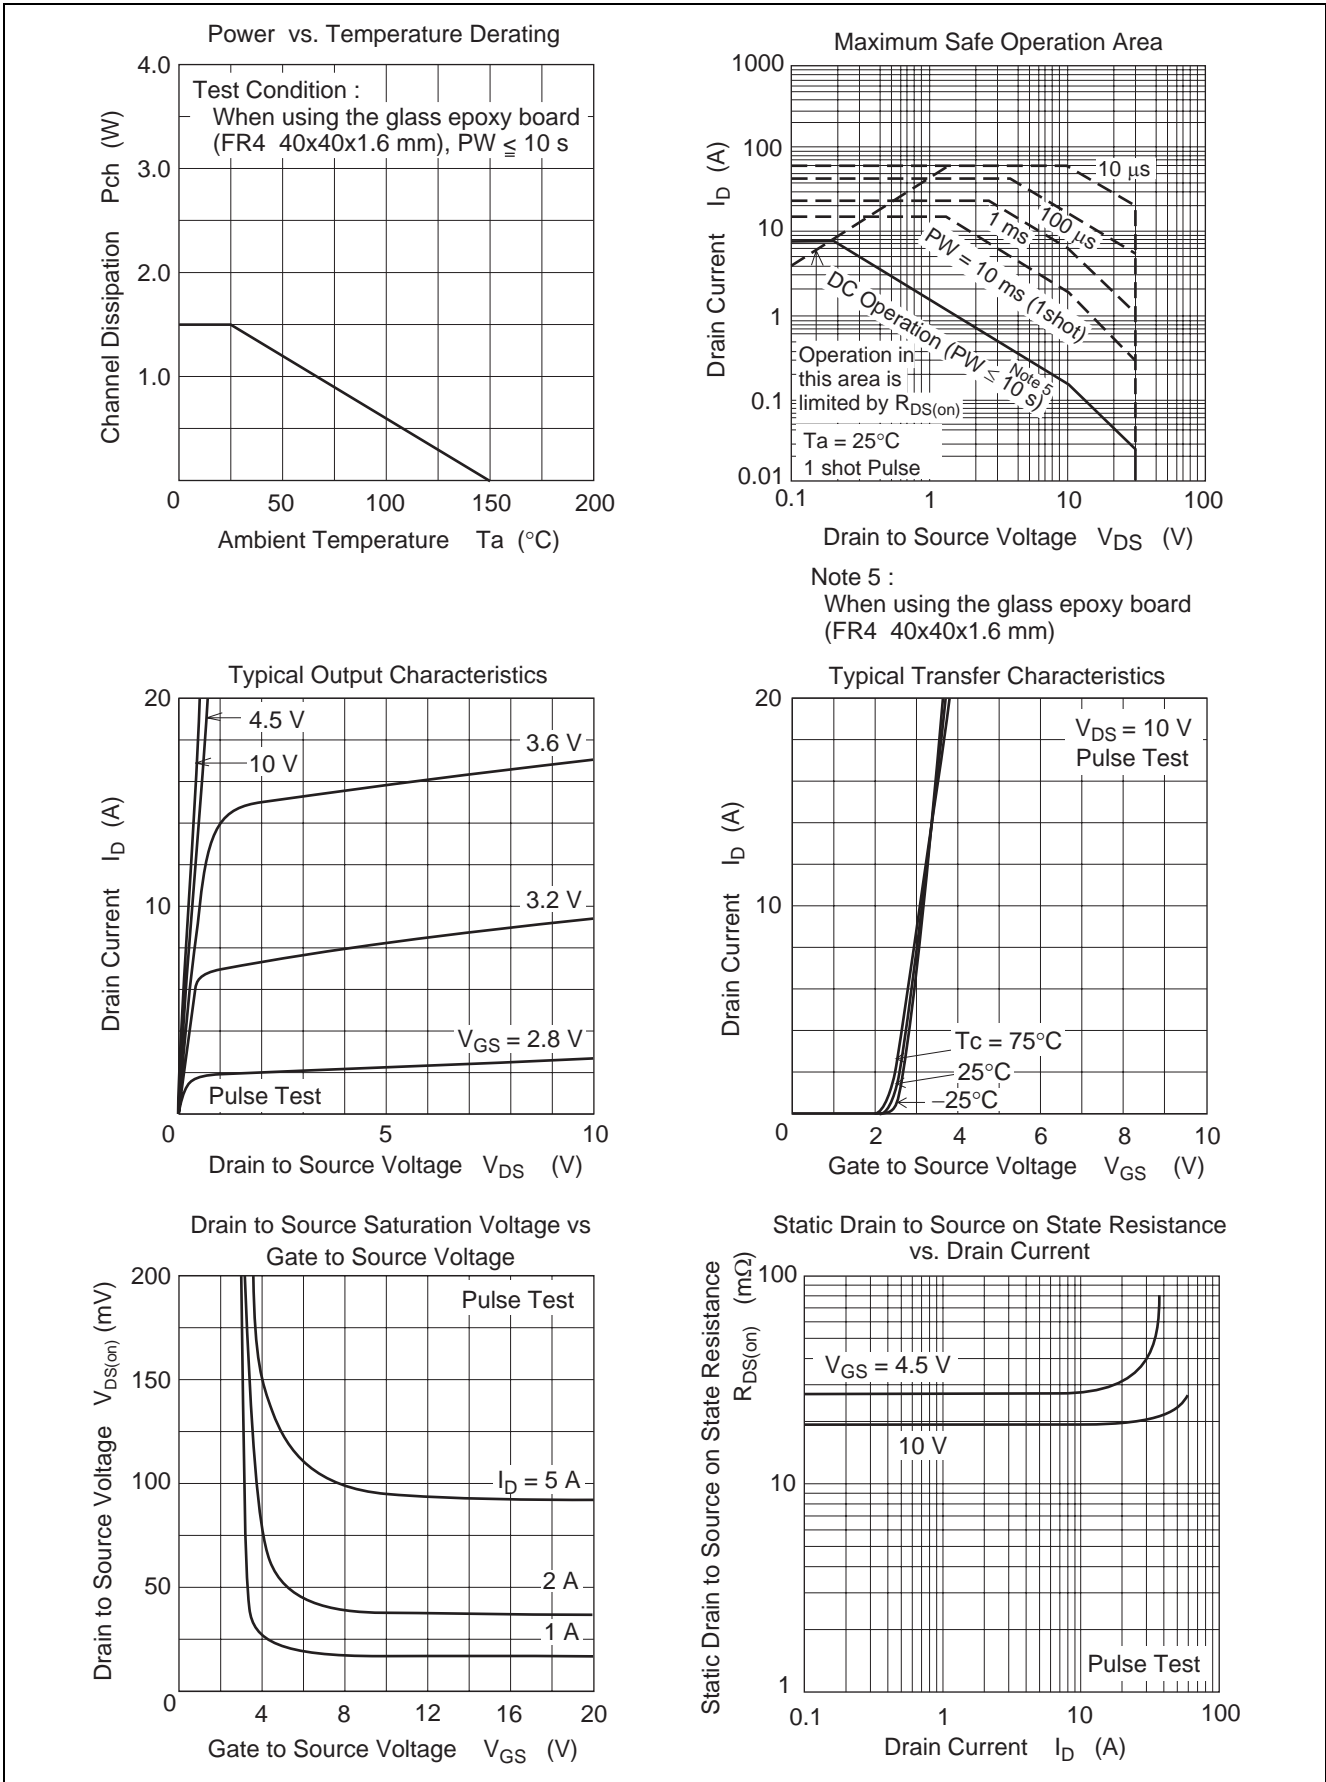 Power vs. Temperature Derating
4.0
3.0
2.0
1.0
Channel Dissipation Pch (W)
Test Condition :
When using the glass epoxy board
(FR4 40x40x1.6 mm), PW ≦ 10 s
0
50
100
150
200
Ambient Temperature Ta (°C)
Maximum Safe Operation Area
1000
100
10
1
0.1
0.01
Drain Current ID (A)
10 μs
100 μs
1 ms
PW = 10 ms (1shot)
DC Operation (PW ≤ 10 s)
Note 5
Operation in
this area is
limited by RDS(on)
Ta = 25°C
1 shot Pulse
0.1
1
10
100
Drain to Source Voltage VDS (V)
Note 5 :
When using the glass epoxy board
(FR4 40x40x1.6 mm)
Typical Output Characteristics
20
10
0
Drain Current ID (A)
4.5 V
10 V
3.6 V
3.2 V
VGS = 2.8 V
Pulse Test
5
10
Drain to Source Voltage VDS (V)
Typical Transfer Characteristics
20
10
Drain Current ID (A)
VDS = 10 V
Pulse Test
Tc = 75°C
25°C
–25°C
0
2
4
6
8
10
Gate to Source Voltage VGS (V)
Drain to Source Saturation Voltage vs
Gate to Source Voltage
200
150
100
50
Drain to Source Voltage VDS(on) (mV)
Pulse Test
ID = 5 A
2 A
1 A
0
4
8
12
16
20
Gate to Source Voltage VGS (V)
Static Drain to Source on State Resistance
vs. Drain Current
100
10
1
Static Drain to Source on State Resistance
RDS(on) (mΩ)
VGS = 4.5 V
10 V
Pulse Test
0.1
1
10
100
Drain Current ID (A)